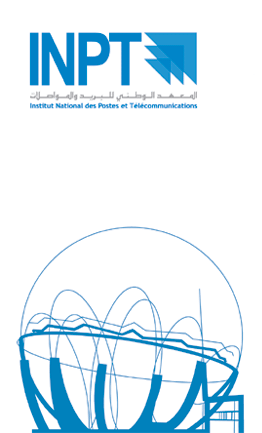 INPT
المعهد الوطني للبريد والمواصلات
Institut National des Postes et Télécommunications